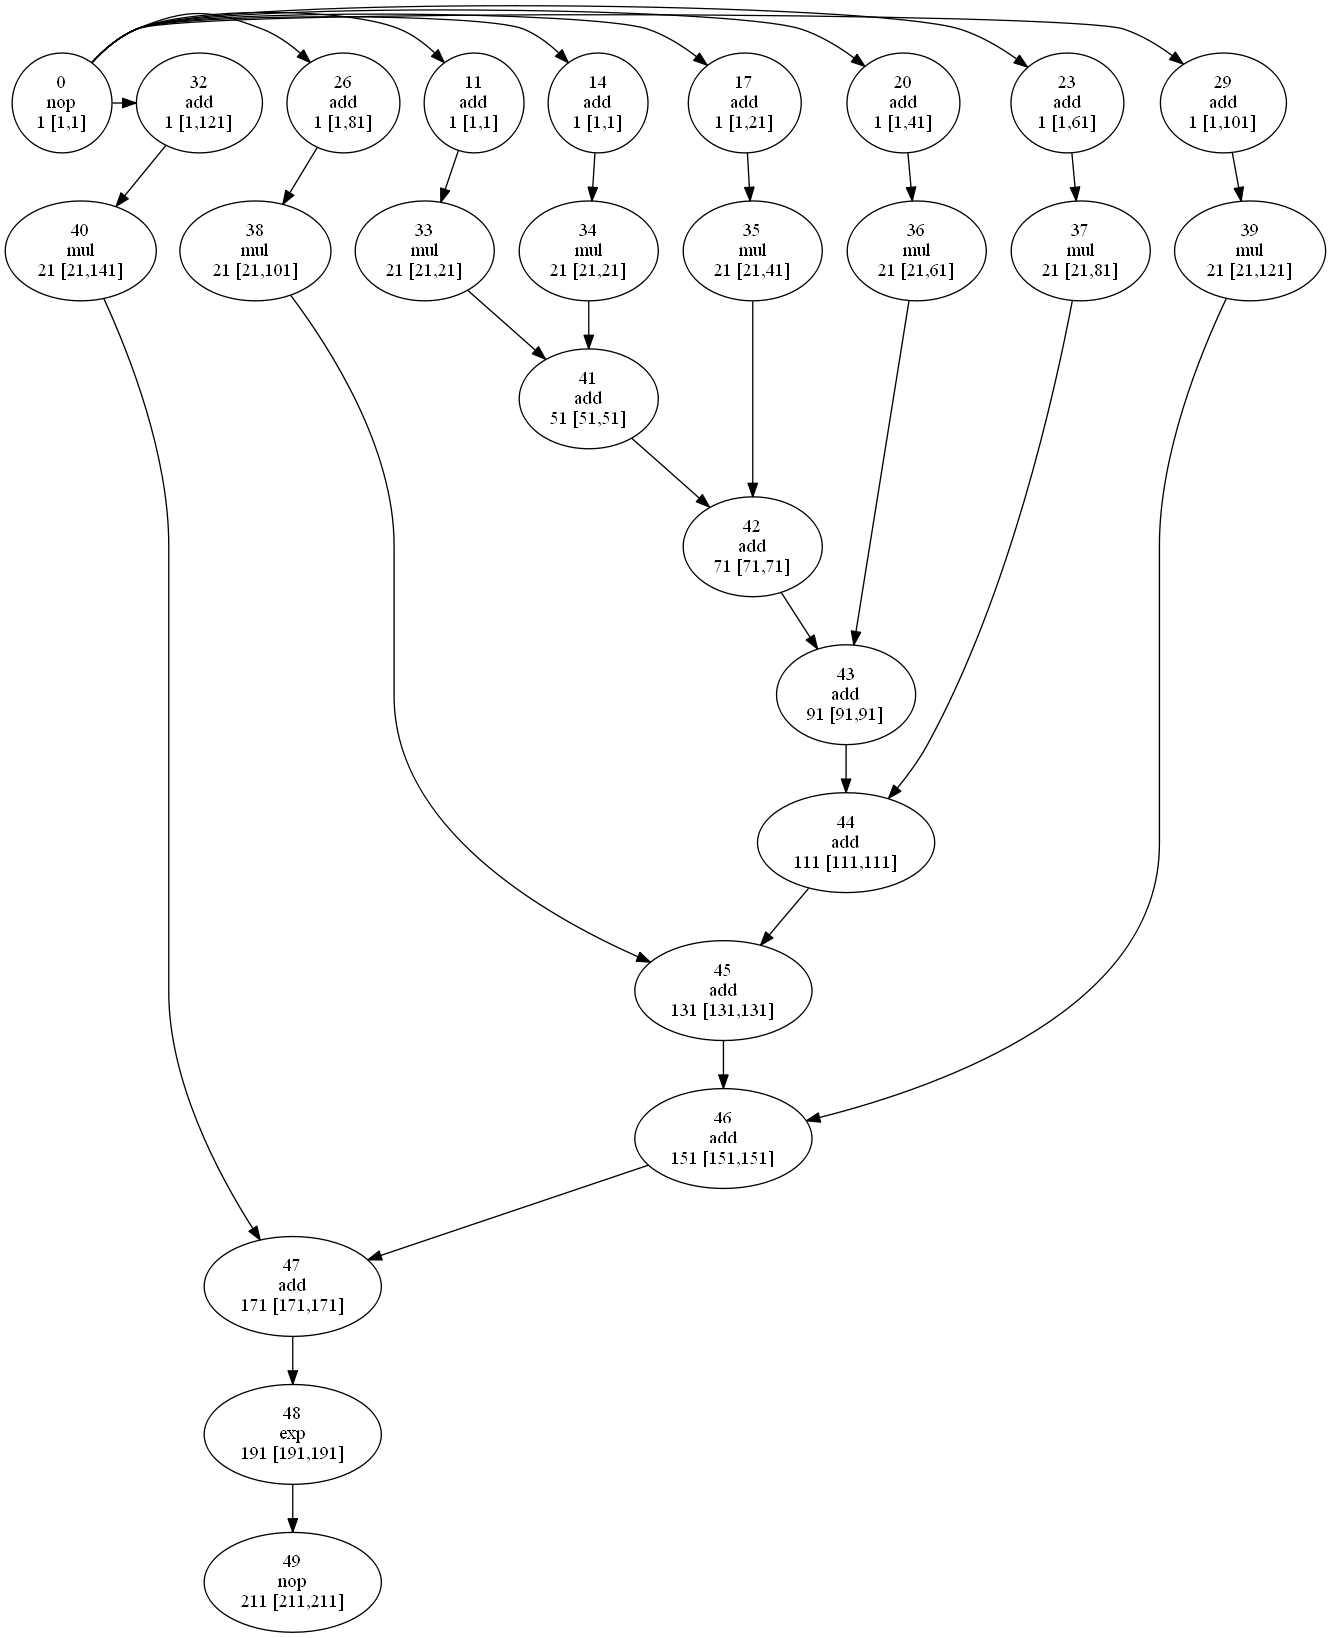 0
nop
1 [1,1]
32
add
1 [1,121]
26
add
1 [1,81]
11
add
1 [1,1]
14
add
1 [1,1]
17
add
1 [1,21]
20
add
1 [1,41]
23
add
1 [1,61]
29
add
1 [1,101]
40
mul
21 [21,141]
38
mul
21 [21,101]
33
mul
21 [21,21]
34
mul
21 [21,21]
35
mul
21 [21,41]
36
mul
21 [21,61]
37
mul
21 [21,81]
39
mul
21 [21,121]
41
add
51 [51,51]
42
add
71 [71,71]
43
add
91 [91,91]
44
add
111 [111,111]
45
add
131 [131,131]
46
add
151 [151,151]
47
add
171 [171,171]
48
exp
191 [191,191]
49
nop
211 [211,211]